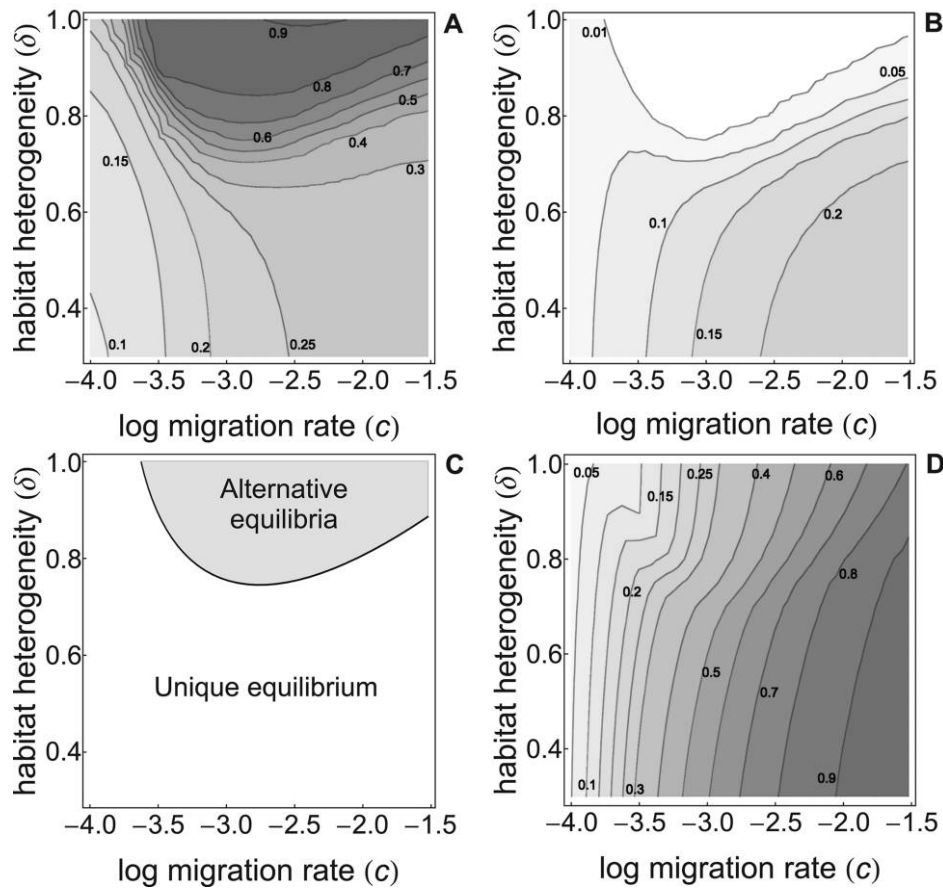 A
habitat heterogeneity (δ)
1.0
0.8
0.6
0.4
0.9
0.8
0.7
0.6
0.5
0.4
0.3
0.15
0.1
0.2
0.25
−4.0 −3.5 −3.0 −2.5 −2.0 −1.5
log migration rate (c)
B
habitat heterogeneity (δ)
1.0
0.8
0.6
0.4
0.01
0.05
0.1
0.2
0.15
−4.0 −3.5 −3.0 −2.5 −2.0 −1.5
log migration rate (c)
C
habitat heterogeneity (δ)
1.0
0.8
0.6
0.4
Alternative
equilibria
Unique equilibrium
−4.0 −3.5 −3.0 −2.5 −2.0 −1.5
log migration rate (c)
D
habitat heterogeneity (δ)
1.0
0.8
0.6
0.4
0.05
0.15
0.25
0.4
0.6
0.2
0.8
0.5
0.7
0.1
0.3
0.9
−4.0 −3.5 −3.0 −2.5 −2.0 −1.5
log migration rate (c)